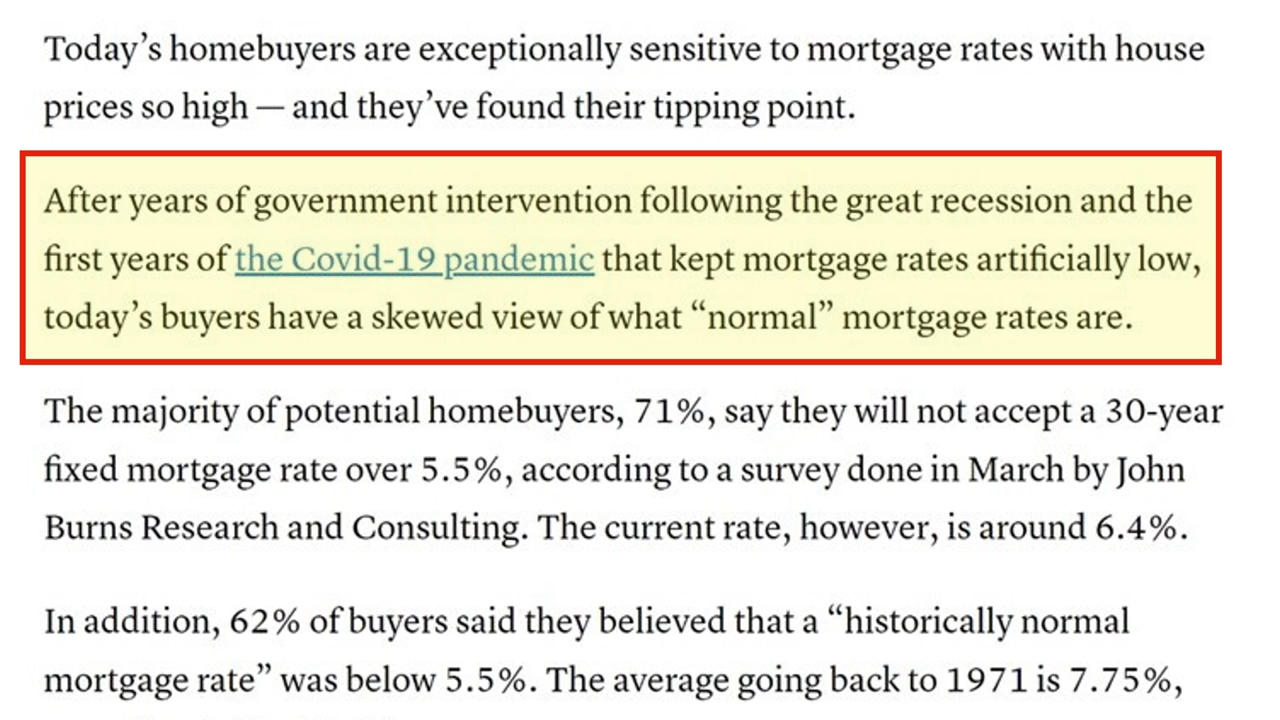 Today’s homebuyers are exceptionally sensitive to mortgage rates with house
prices so high — and they’ve found their tipping point.
After years of government intervention following the great recession and the
first years of the Covid-19 pandemic that kept mortgage rates artificially low,
today’s buyers have a skewed view of what “normal” mortgage rates are.
The majority of potential homebuyers, 71%, say they will not accept a 30-year
fixed mortgage rate over 5.5%, according to a survey done in March by John
Burns Research and Consulting. The current rate, however, is around 6.4%.
In addition, 62% of buyers said they believed that a “historically normal
mortgage rate” was below 5.5%. The average going back to 1971 is 7.75%,